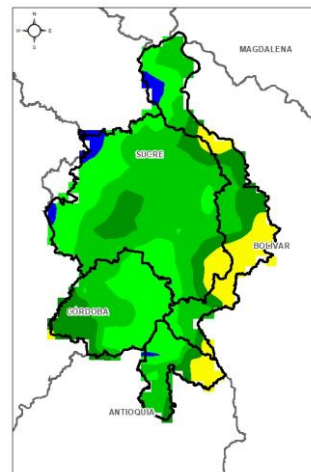 N
W E
S
MAGDALENA
SUCRE
BOLIVAR
CORDOBA
ANTIOQUIA